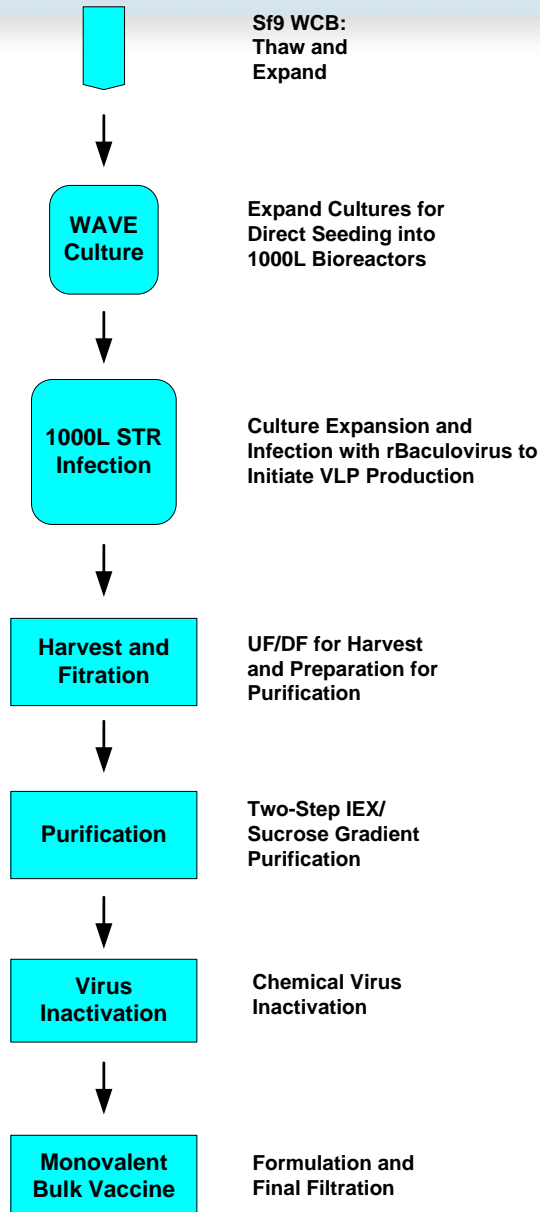 Sf9 WCB:
Thaw and
Expand
WAVE
Culture
Expand Cultures for
Direct Seeding into
1000L Bioreactors
1000L STR
Infection
Culture Expansion and
Infection with rBaculovirus to
Initiate VLP Production
Harvest and
Fitration
UF/DF for Harvest
and Preparation for
Purification
Purification
Two-Step IEX/
Sucrose Gradient
Purification
Virus
Inactivation
Chemical Virus
Inactivation
Monovalent
Bulk Vaccine
Formulation and
Final Filtration